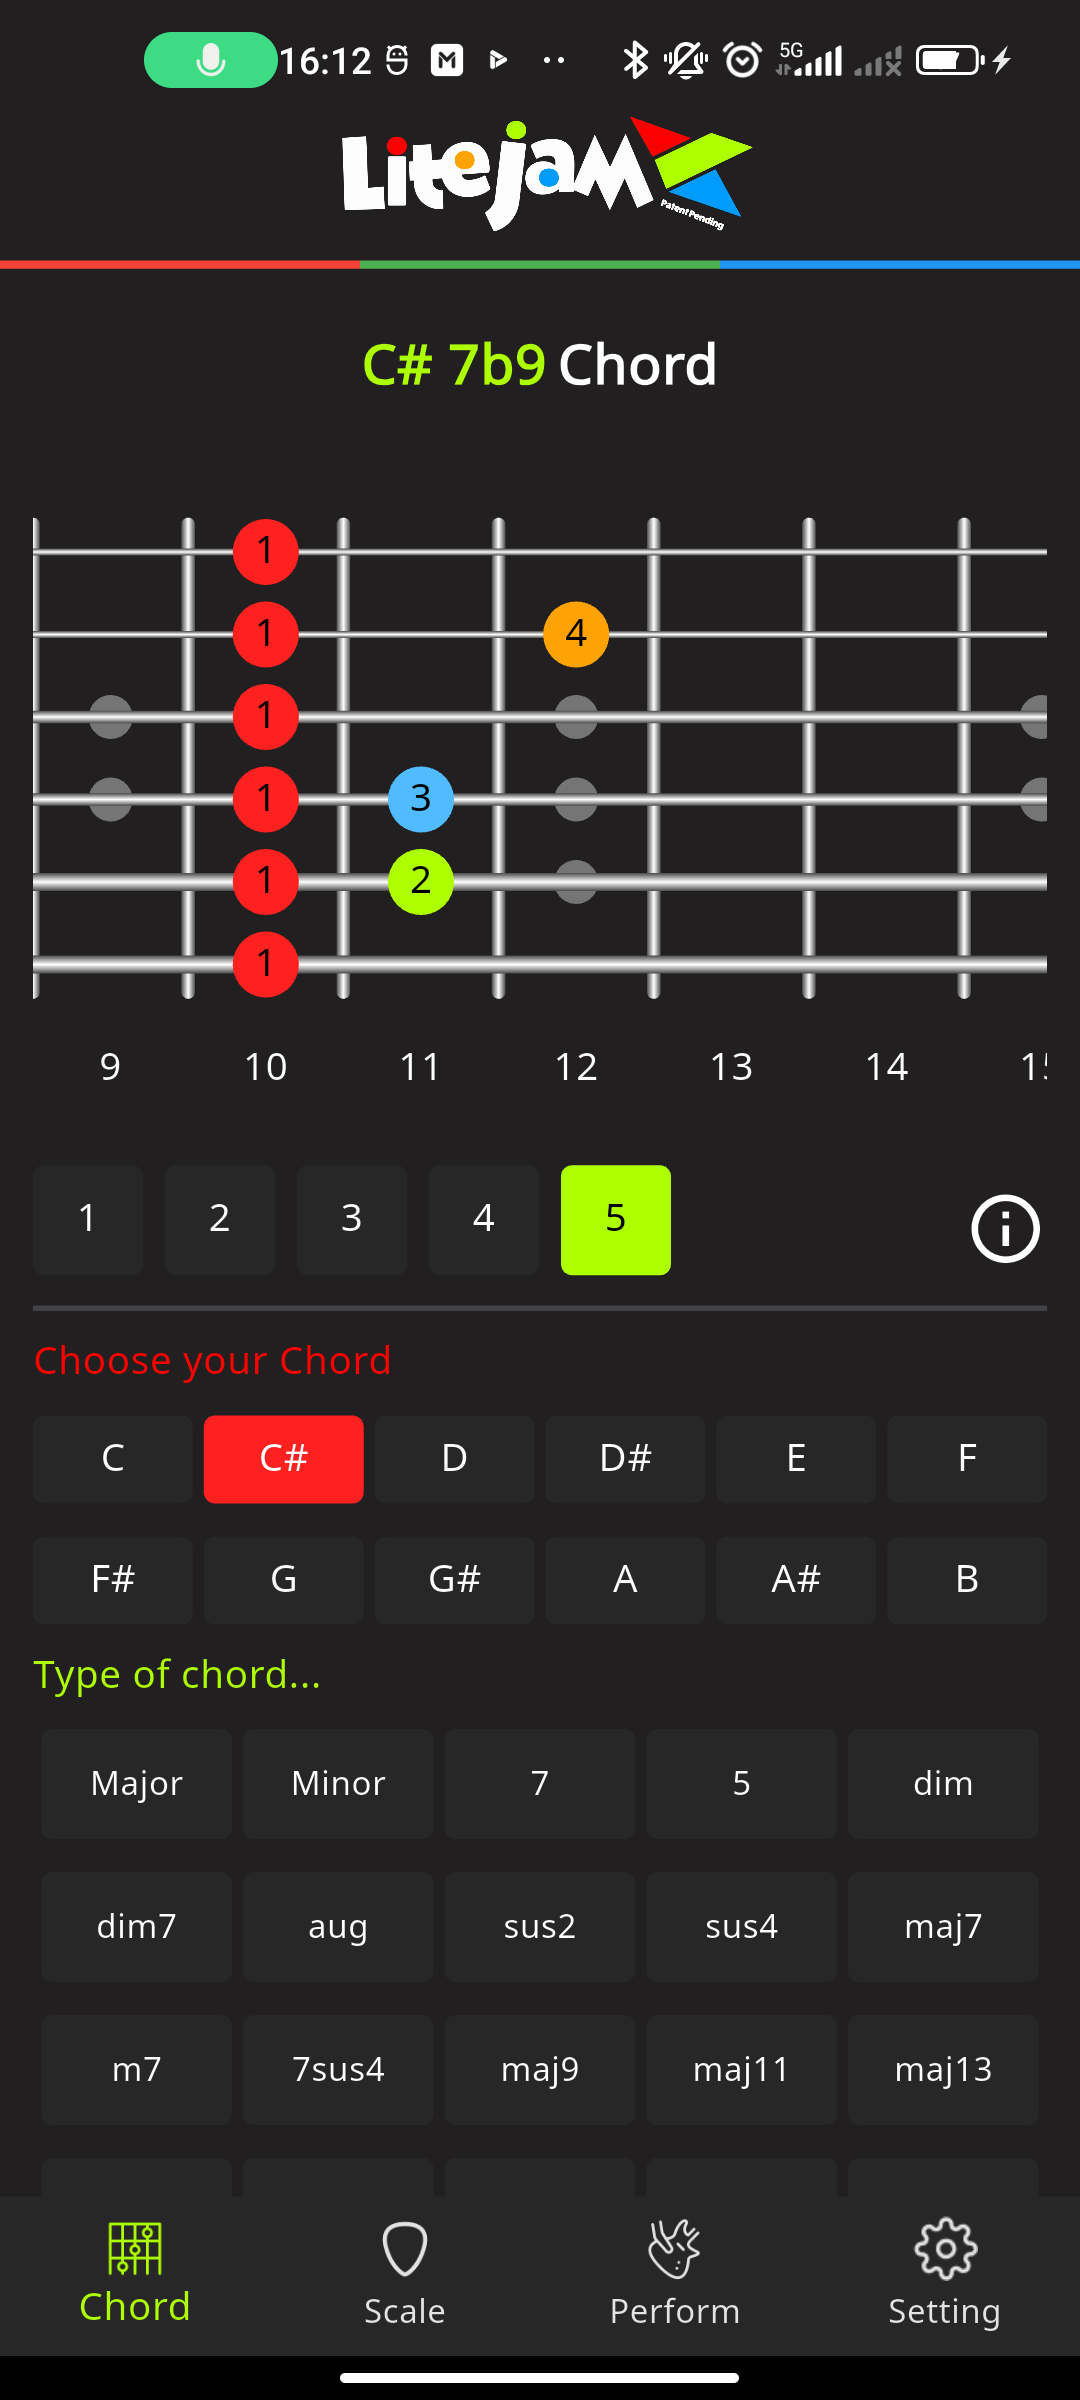 16:12 5G
Litejam
Patent Pending
C# 7b9 Chord
1
1 4
1
1 3
1 2
1
9 10 11 12 13 14 15
1 2 3 4 5
Choose your Chord
C C# D D# E F
F# G G# A A# B
Type of chord...
Major Minor 7 5 dim
dim7 aug sus2 sus4 maj7
m7 7sus4 maj9 maj11 maj13
Chord Scale Perform Setting